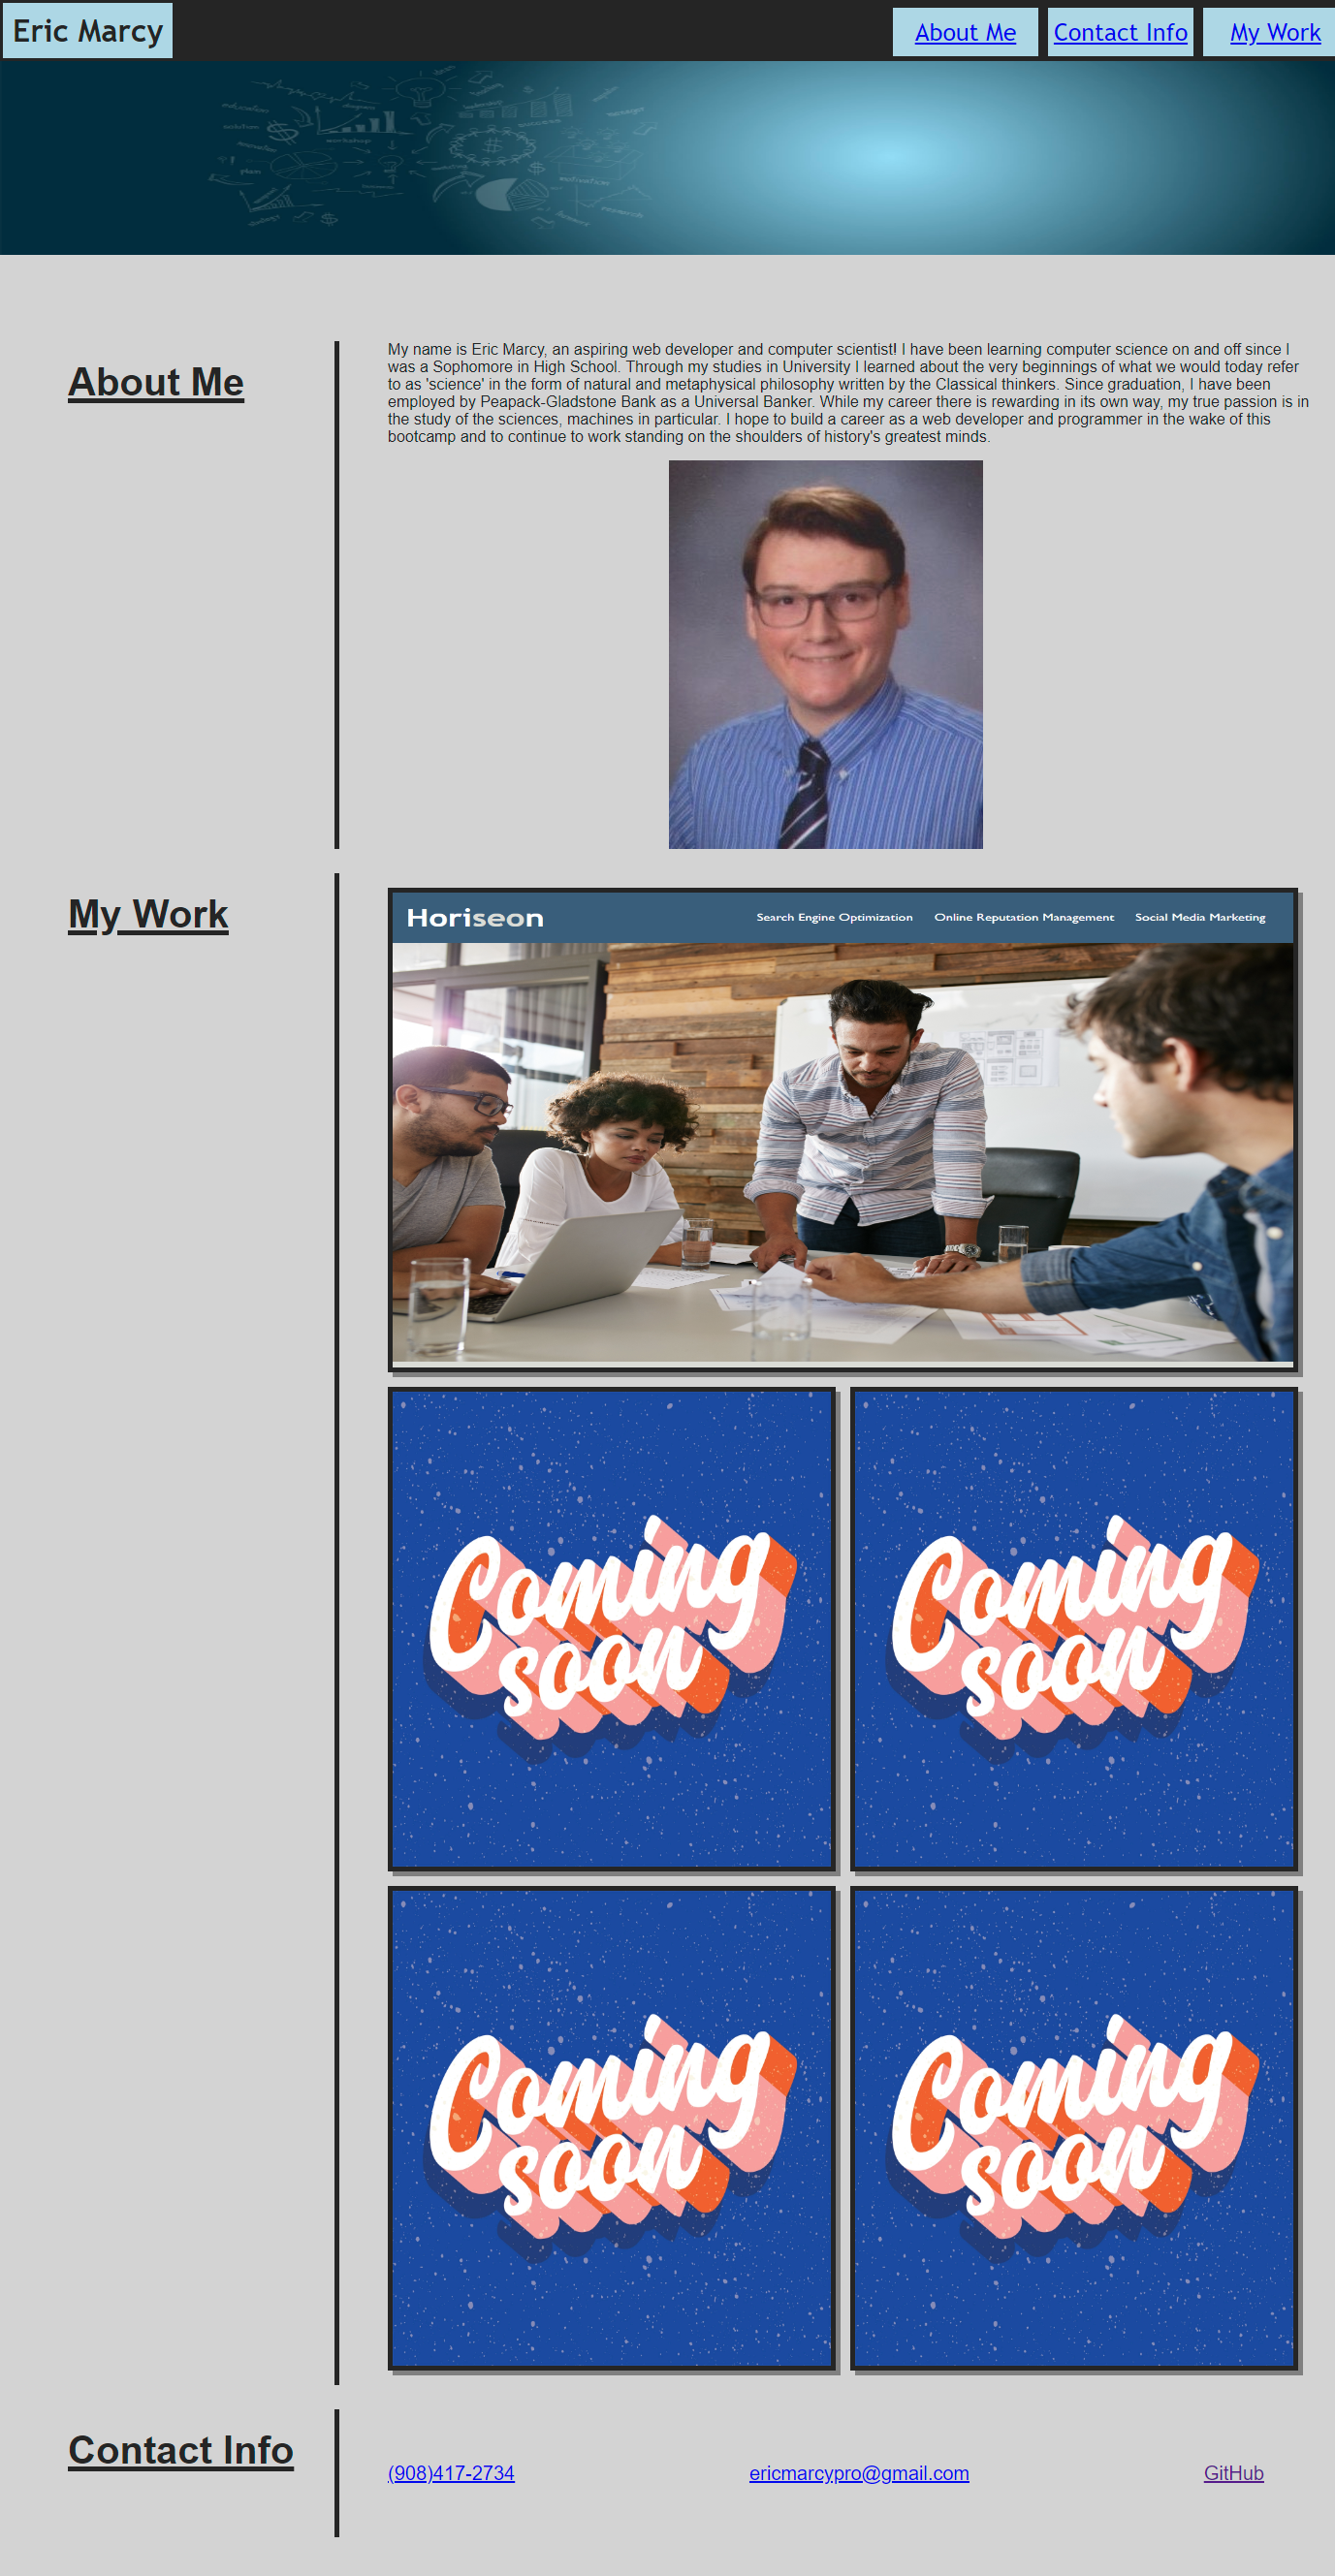 Eric Marcy
About Me
Contact Info
My Work
education
$
#
$
plan
motivation
$
About Me
My name is Eric Marcy, an aspiring web developer and computer scientist! I have been learning computer science on and off since I
was a Sophomore in High School. Through my studies in University I learned about the very beginnings of what we would today refer
to as 'science' in the form of natural and metaphysical philosophy written by the Classical thinkers. Since graduation, I have been
employed by Peapack-Gladstone Bank as a Universal Banker. While my career there is rewarding in its own way, my true passion is in
the study of the sciences, machines in particular. I hope to build a career as a web developer and programmer in the wake of this
bootcamp and to continue to work standing on the shoulders of history's greatest minds.
My Work
Horiseon
Search Engine Optimization
Online Reputation Management
Social Media Marketing
Coming
soon
Coming
soon
Coming
soon
Coming
soon
Contact Info
(908)417-2734
ericmarcypro@gmail.com
GitHub